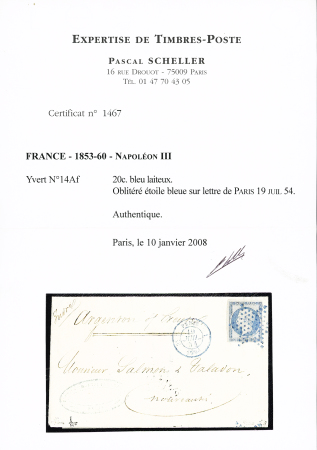 EXPERTISE DE TIMBRES-POSTE
PASCAL SCHELLER
16 RUE DROUOT - 75009 PARIS
TÉL. 01 47 70 43 05
Certificat n° 1467
FRANCE - 1853-60 - NAPOLÉON III
Yvert N°14Af
20c. bleu laiteux.
Oblitéré étoile bleue sur lettre de PARIS 19 JUIL 54.
Authentique.
Paris, le 10 janvier 2008
Monsieur Salmon